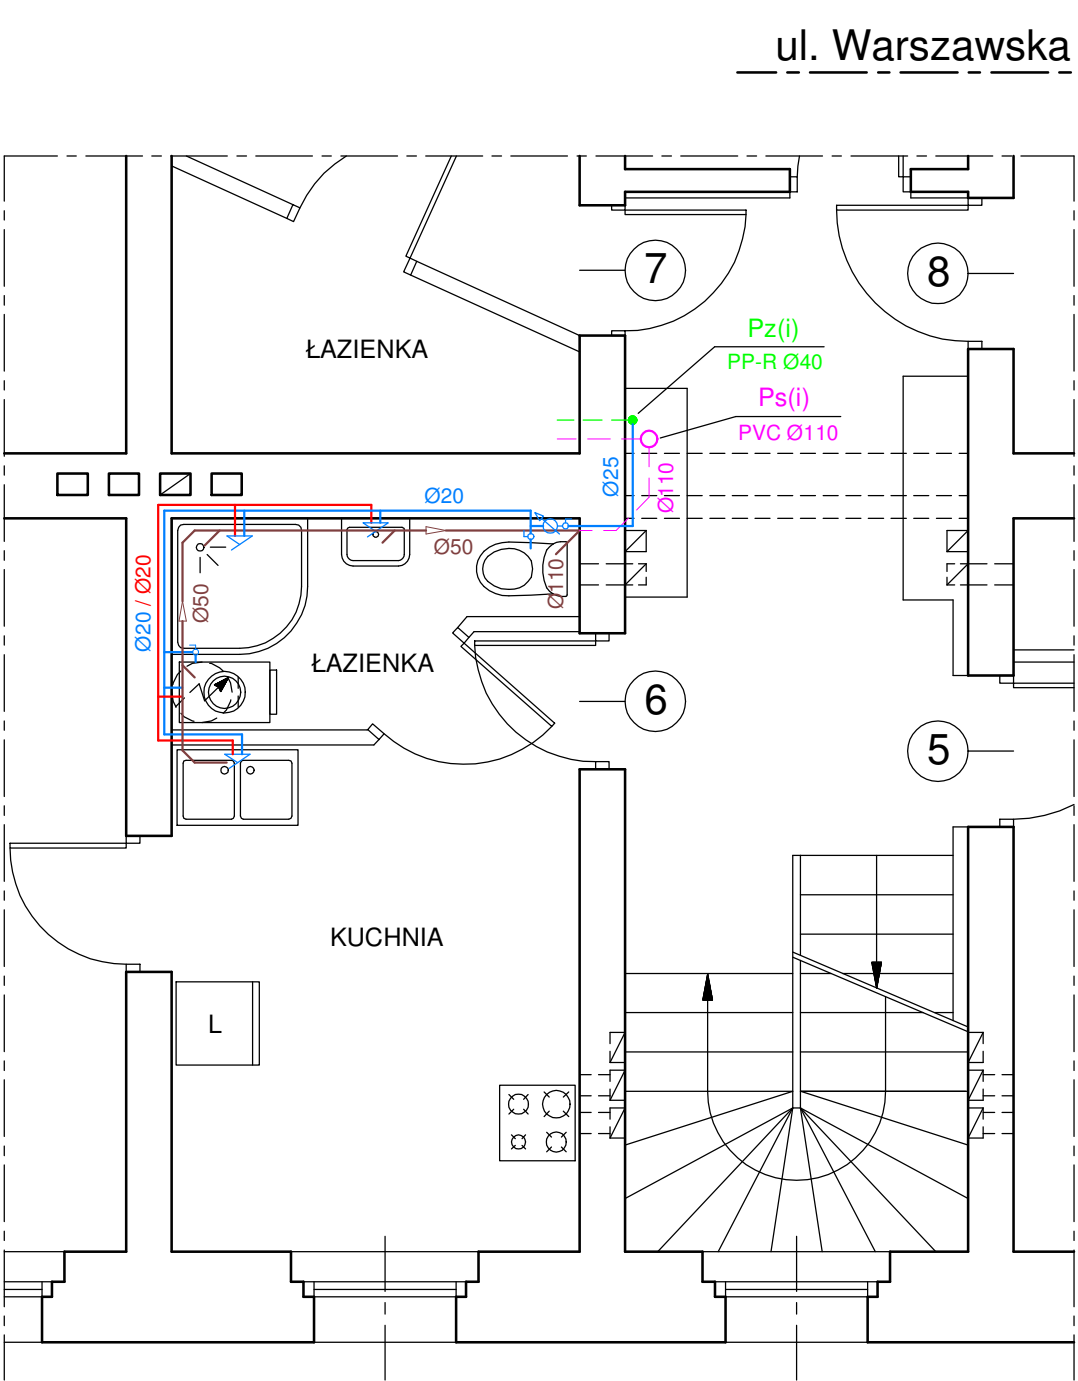 ul. Warszawska
7
8
Pz(i)
PP-R Ø40
ŁAZIENKA
Ps(i)
PVC Ø110
Ø25
Ø110
Ø20
Ø50
Ø110
Ø20 / Ø20
Ø50
ŁAZIENKA
6
5
KUCHNIA
L